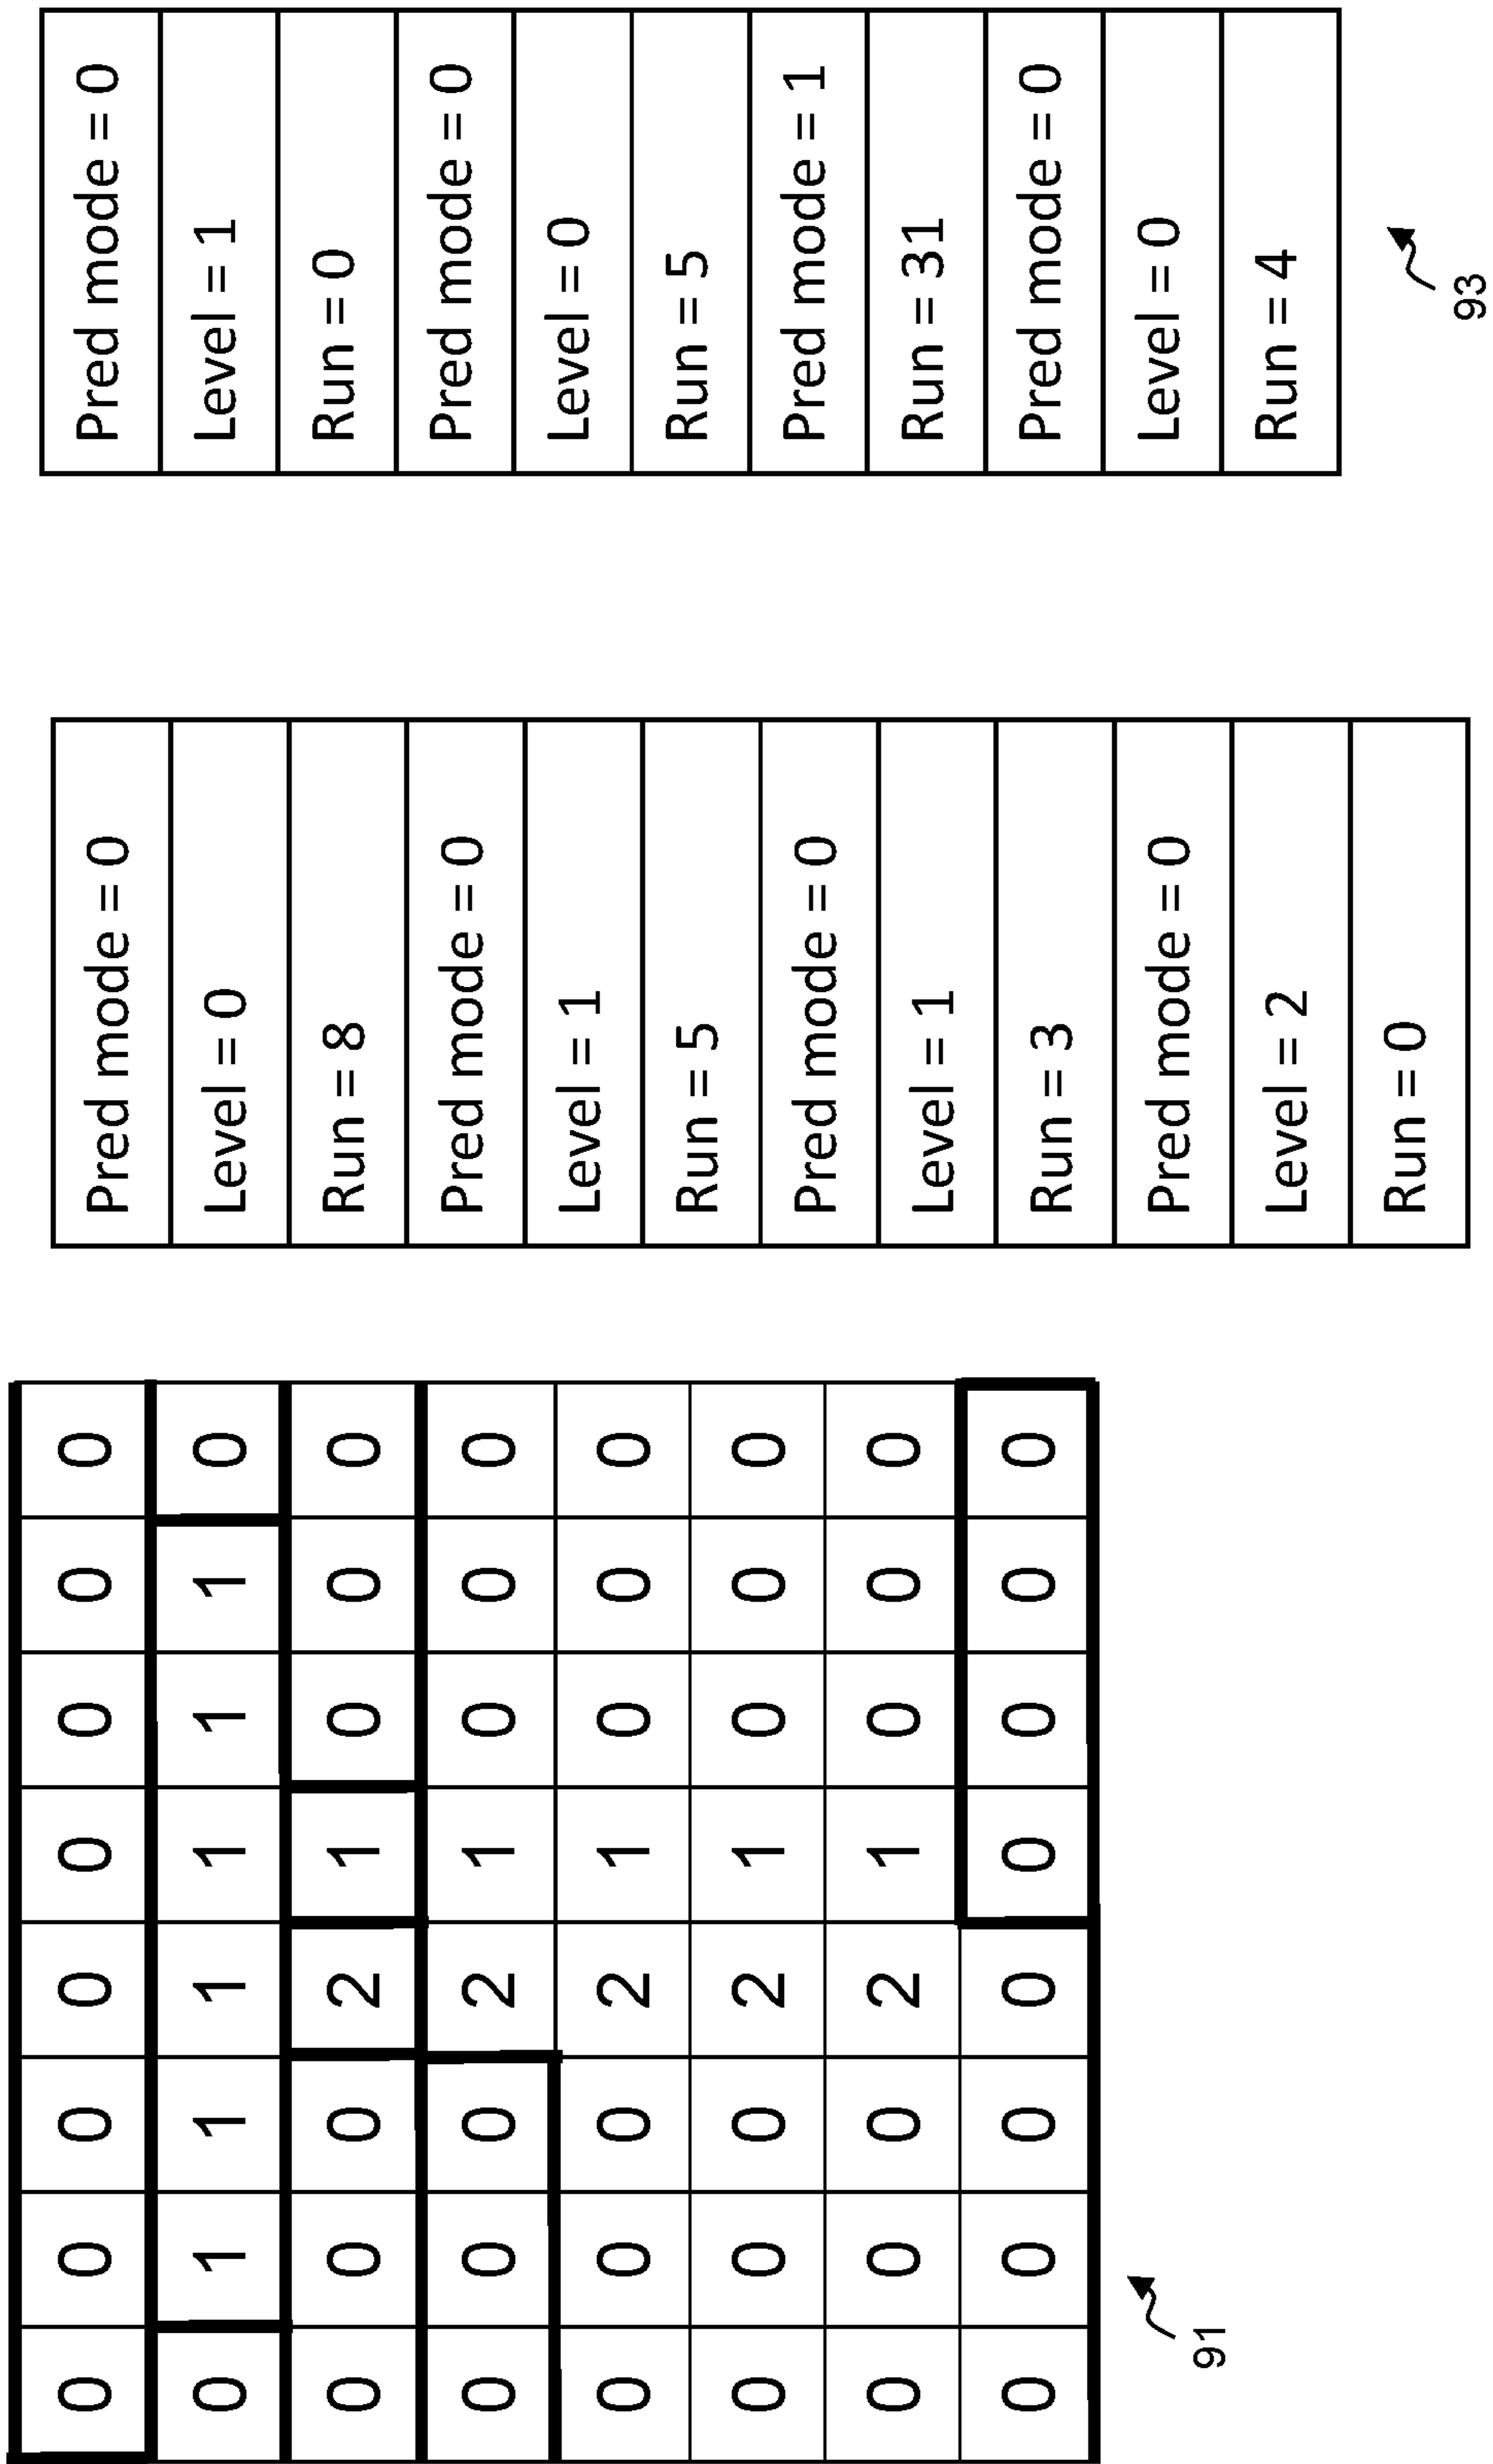 0 0 0 0 0 0 0 0
0 1 1 1 1 1 1 0
0 0 0 2 1 0 0 0
0 0 0 2 1 0 0 0
0 0 0 2 1 0 0 0
0 0 0 2 1 0 0 0
0 0 0 2 1 0 0 0
0 0 0 0 0 0 0 0
91
Pred mode = 0
Level = 0
Run = 8
Pred mode = 0
Level = 1
Run = 5
Pred mode = 0
Level = 1
Run = 3
Pred mode = 0
Level = 2
Run = 0
Pred mode = 0
Level = 1
Run = 0
Pred mode = 0
Level = 0
Run = 5
Pred mode = 1
Run = 31
Pred mode = 0
Level = 0
Run = 4
93